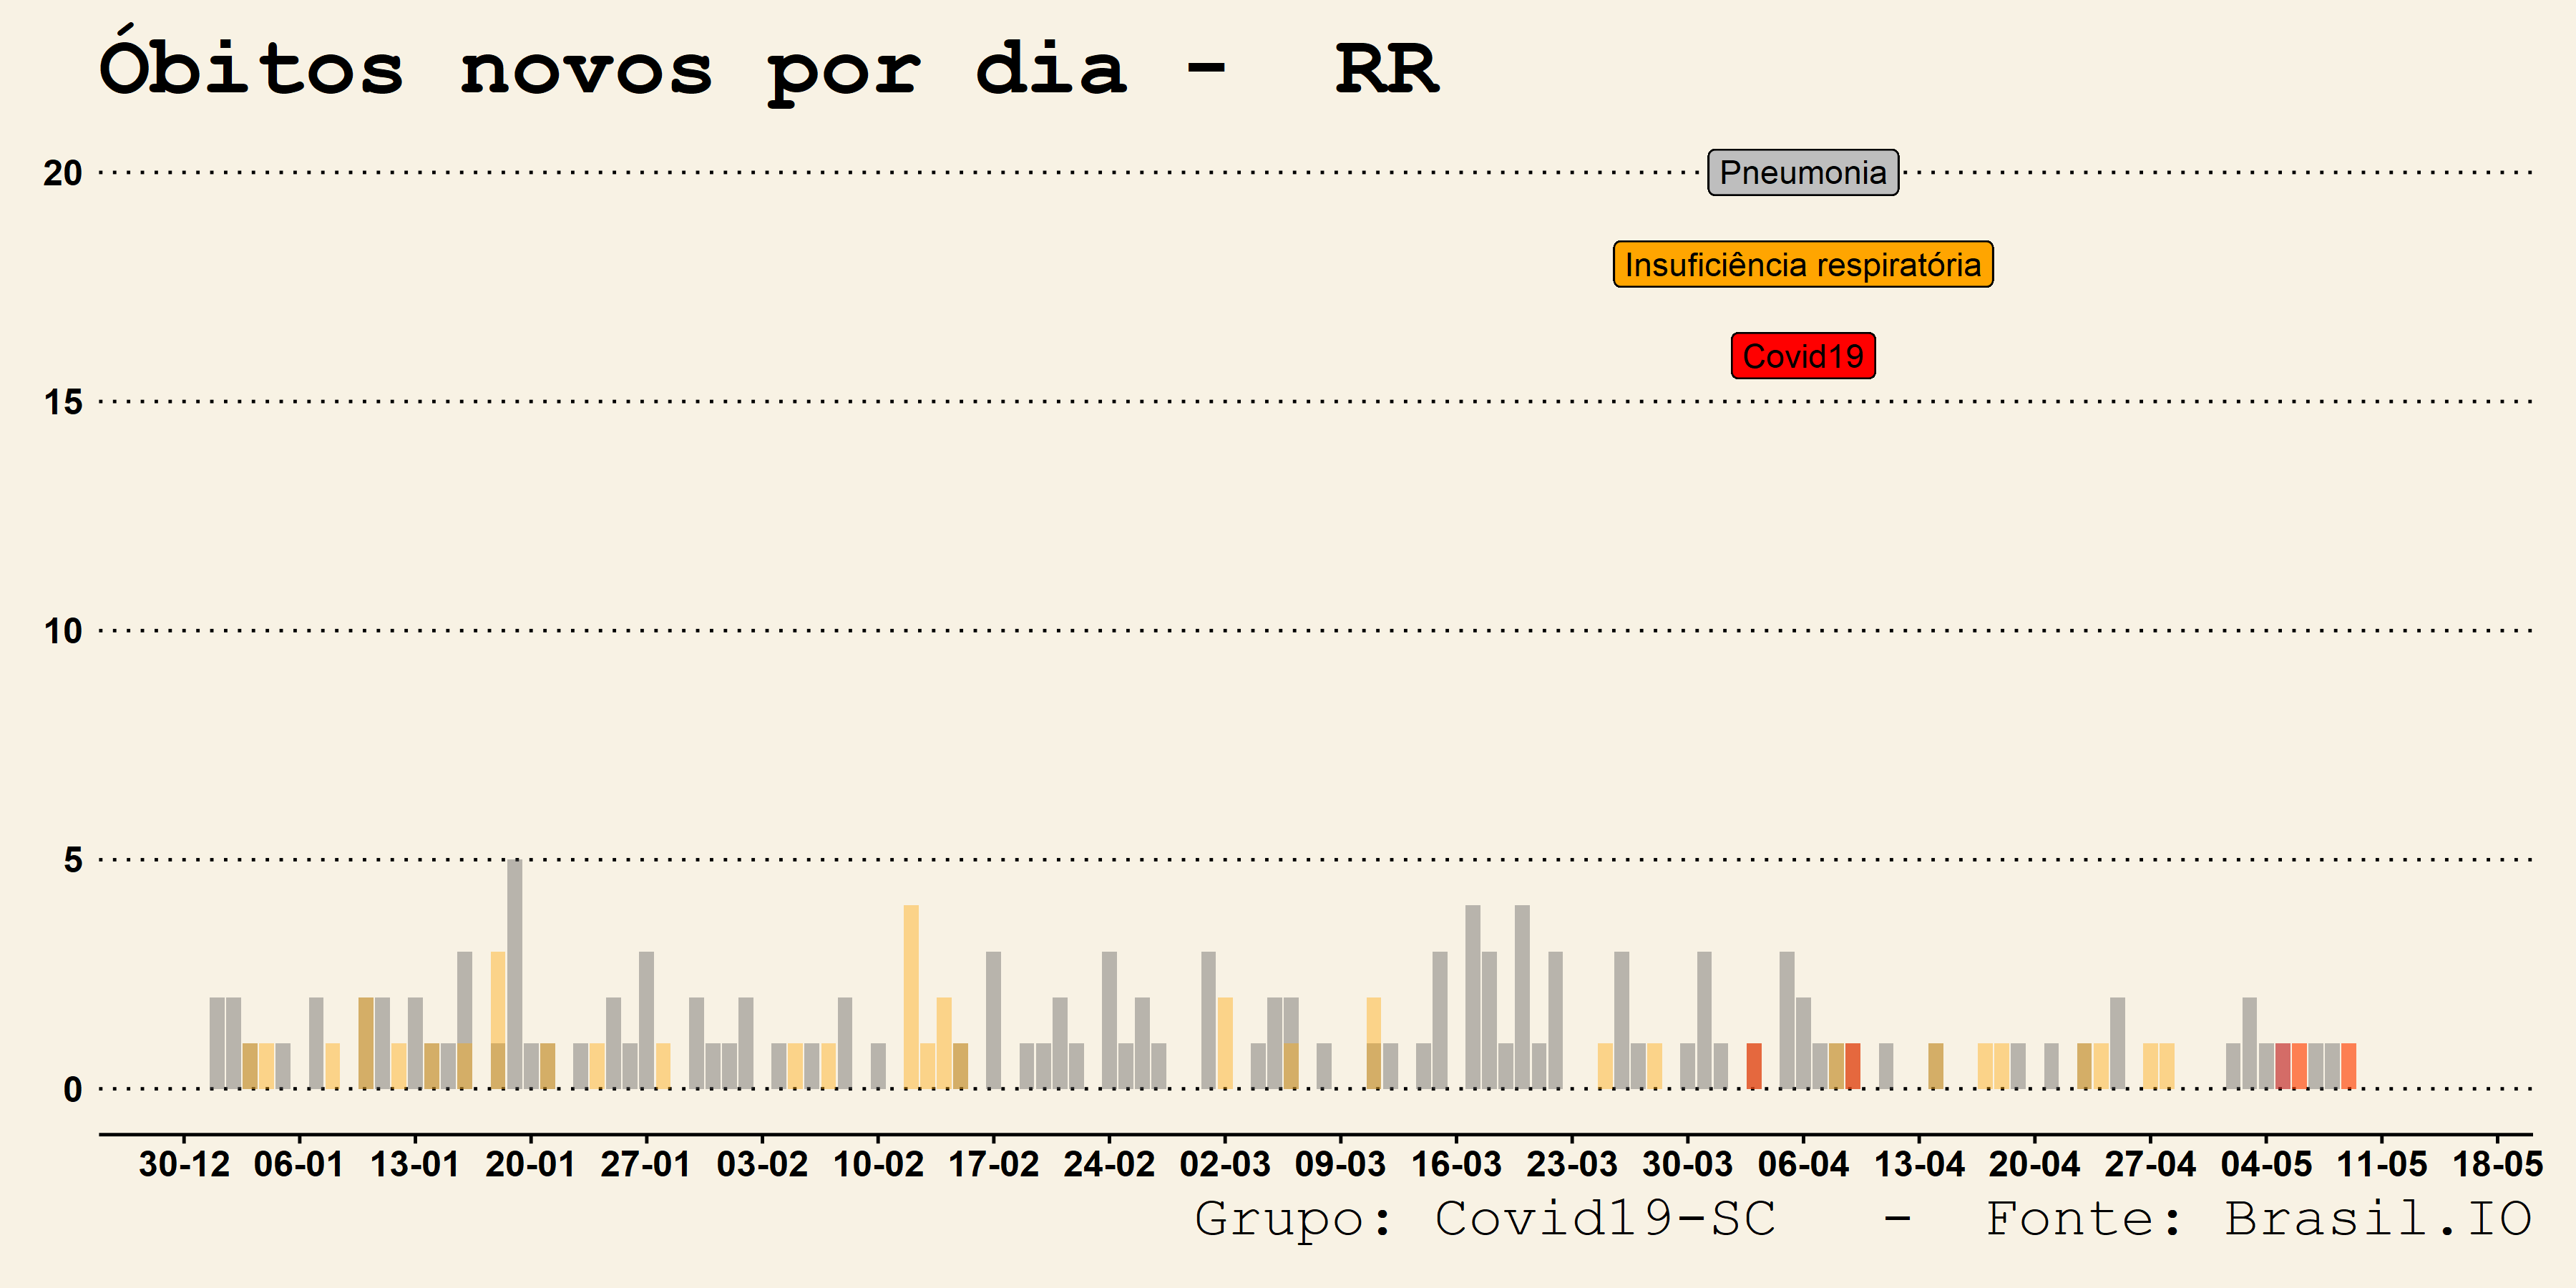 Óbitos novos por dia -  RR
20
Pneumonia
Insuficiência respiratória
Covid19
15
10
5
0
30-12 06-01 13-01 20-01 27-01 03-02 10-02 17-02 24-02 02-03 09-03 16-03 23-03 30-03 06-04 13-04 20-04 27-04 04-05 11-05 18-05
Grupo: Covid19-SC  -  Fonte: Brasil.IO